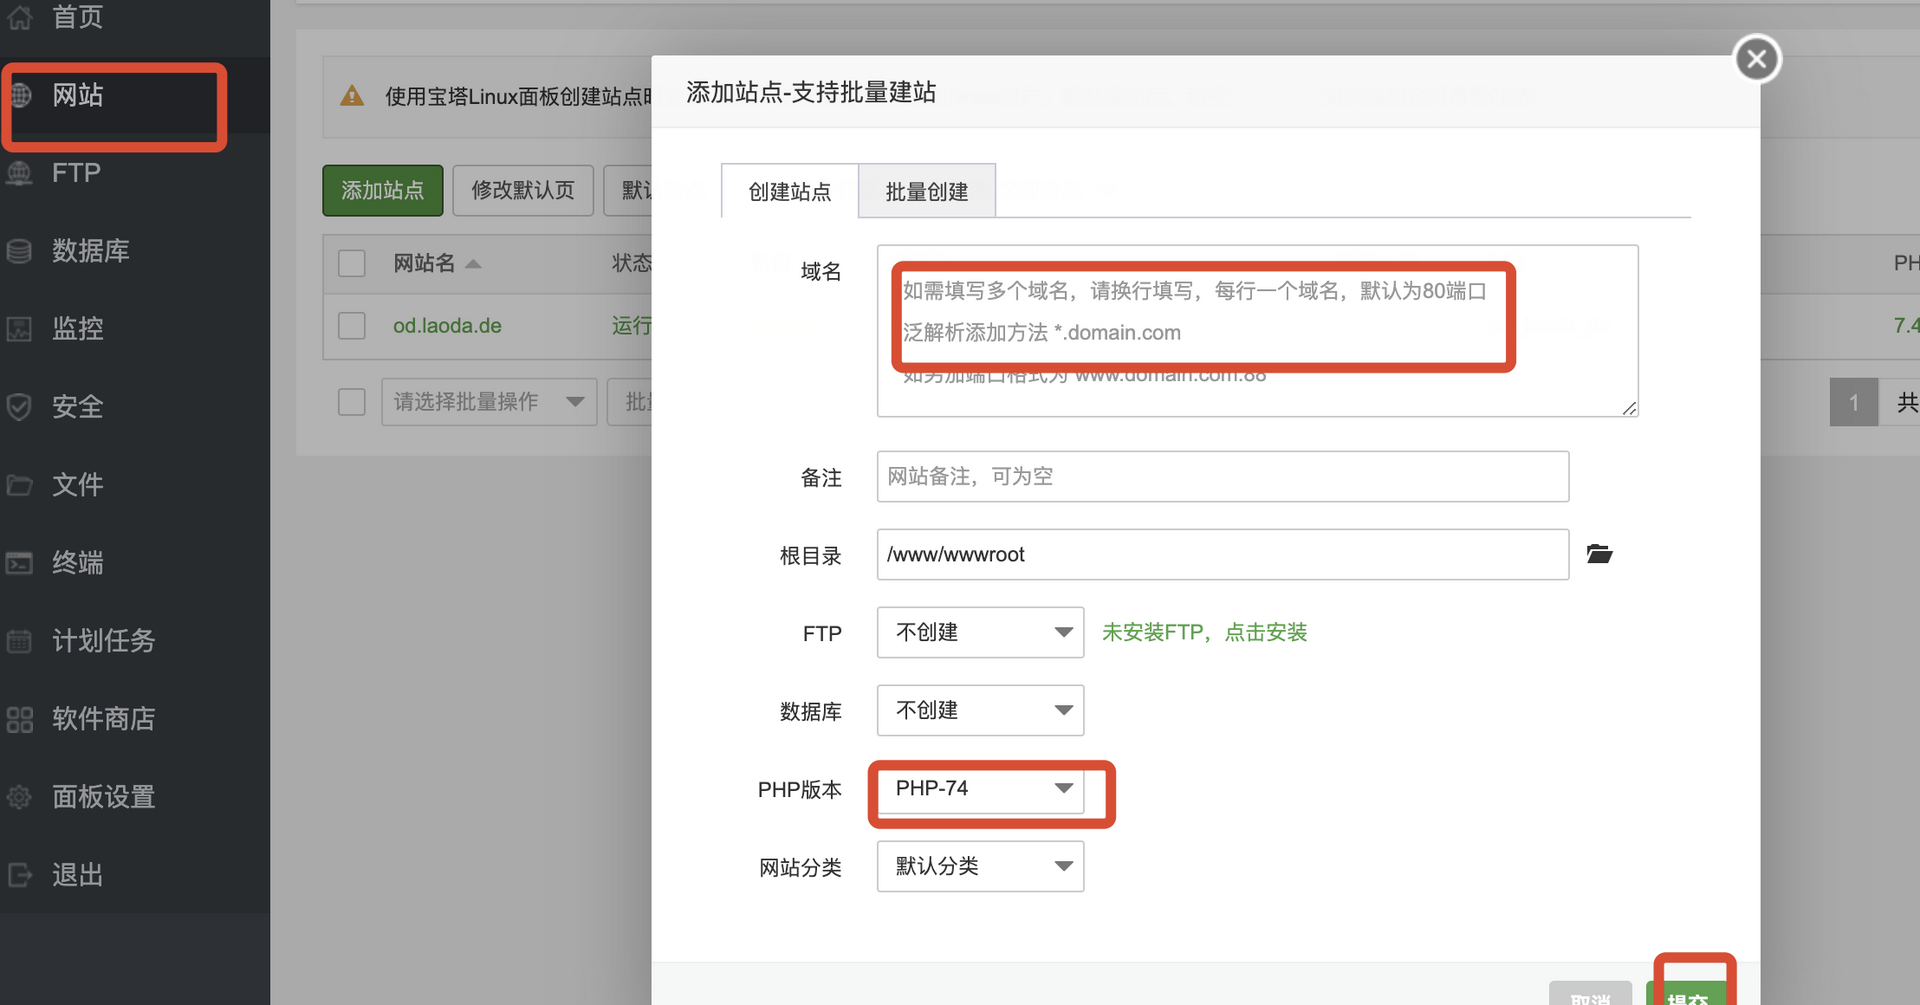 首页
网站
FTP
数据库
监控
安全
文件
终端
计划任务
软件商店
面板设置
退出
使用宝塔Linux面板创建站点时
添加站点
修改默认页
默认
网站名
状态
PH
od.laoda.de
运行
7.4
请选择批量操作
批量
1
共
添加站点-支持批量建站
创建站点
批量创建
域名
如需填写多个域名，请换行填写，每行一个域名，默认为80端口
泛解析添加方法 *.domain.com
如另加端口格式为 www.domain.com:88
备注
网站备注，可为空
根目录
/www/wwwroot
FTP
不创建
未安装FTP，点击安装
数据库
不创建
PHP版本
PHP-74
网站分类
默认分类
取消
提交